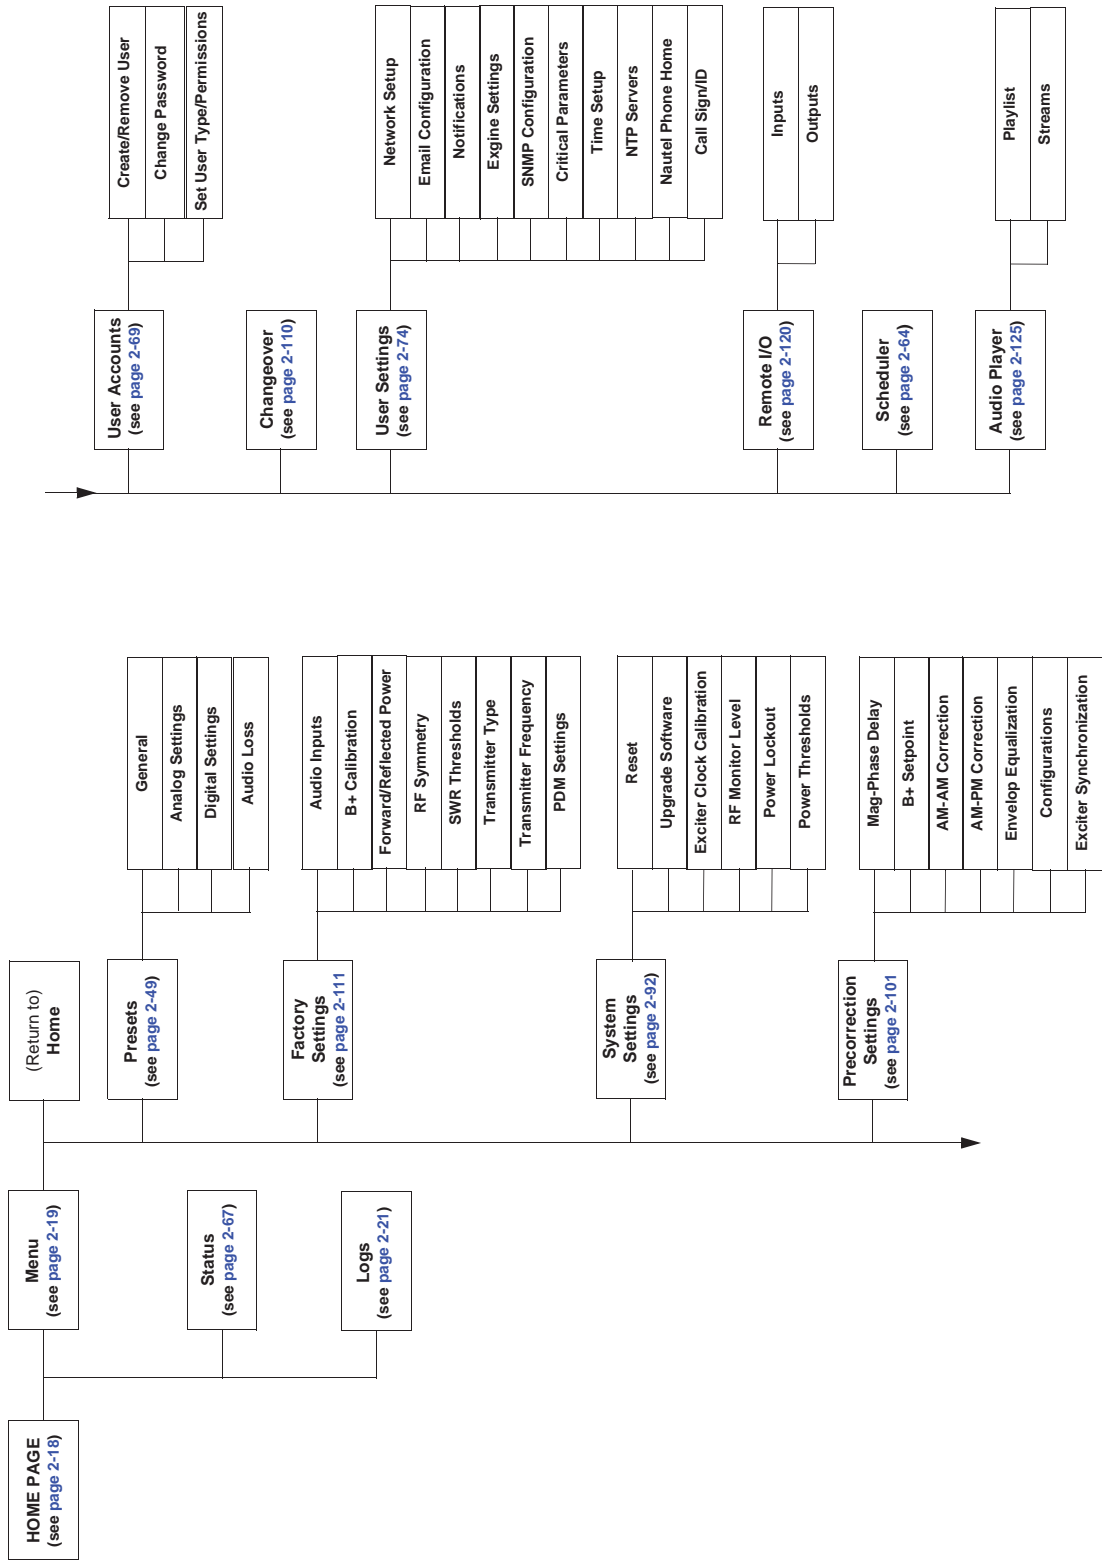 HOME PAGE
(see page 2-18)
Menu
(see page 2-19)
Status
(see page 2-67)
Logs
(see page 2-21)
(Return to)
Home
Presets
(see page 2-49)
General
Analog Settings
Digital Settings
Audio Loss
Factory
Settings
(see page 2-111
Audio Inputs
B+ Calibration
Forward/Reflected Power
RF Symmetry
SWR Thresholds
Transmitter Type
Transmitter Frequency
PDM Settings
System
Settings
(see page 2-92)
Reset
Upgrade Software
Exciter Clock Calibration
RF Monitor Level
Power Lockout
Power Thresholds
Precorrection
Settings
(see page 2-101
Mag-Phase Delay
B+ Setpoint
AM-AM Correction
AM-PM Correction
Envelop Equalization
Configurations
Exciter Synchronization
User Accounts
(see page 2-69)
Create/Remove User
Change Password
Set User Type/Permissions
Changeover
(see page 2-110)
User Settings
(see page 2-74)
Network Setup
Email Configuration
Notifications
Exgine Settings
SNMP Configuration
Critical Parameters
Time Setup
NTP Servers
Nautel Phone Home
Call Sign/ID
Remote I/O
(see page 2-120)
Inputs
Outputs
Scheduler
(see page 2-64)
Audio Player
(see page 2-125)
Playlist
Streams